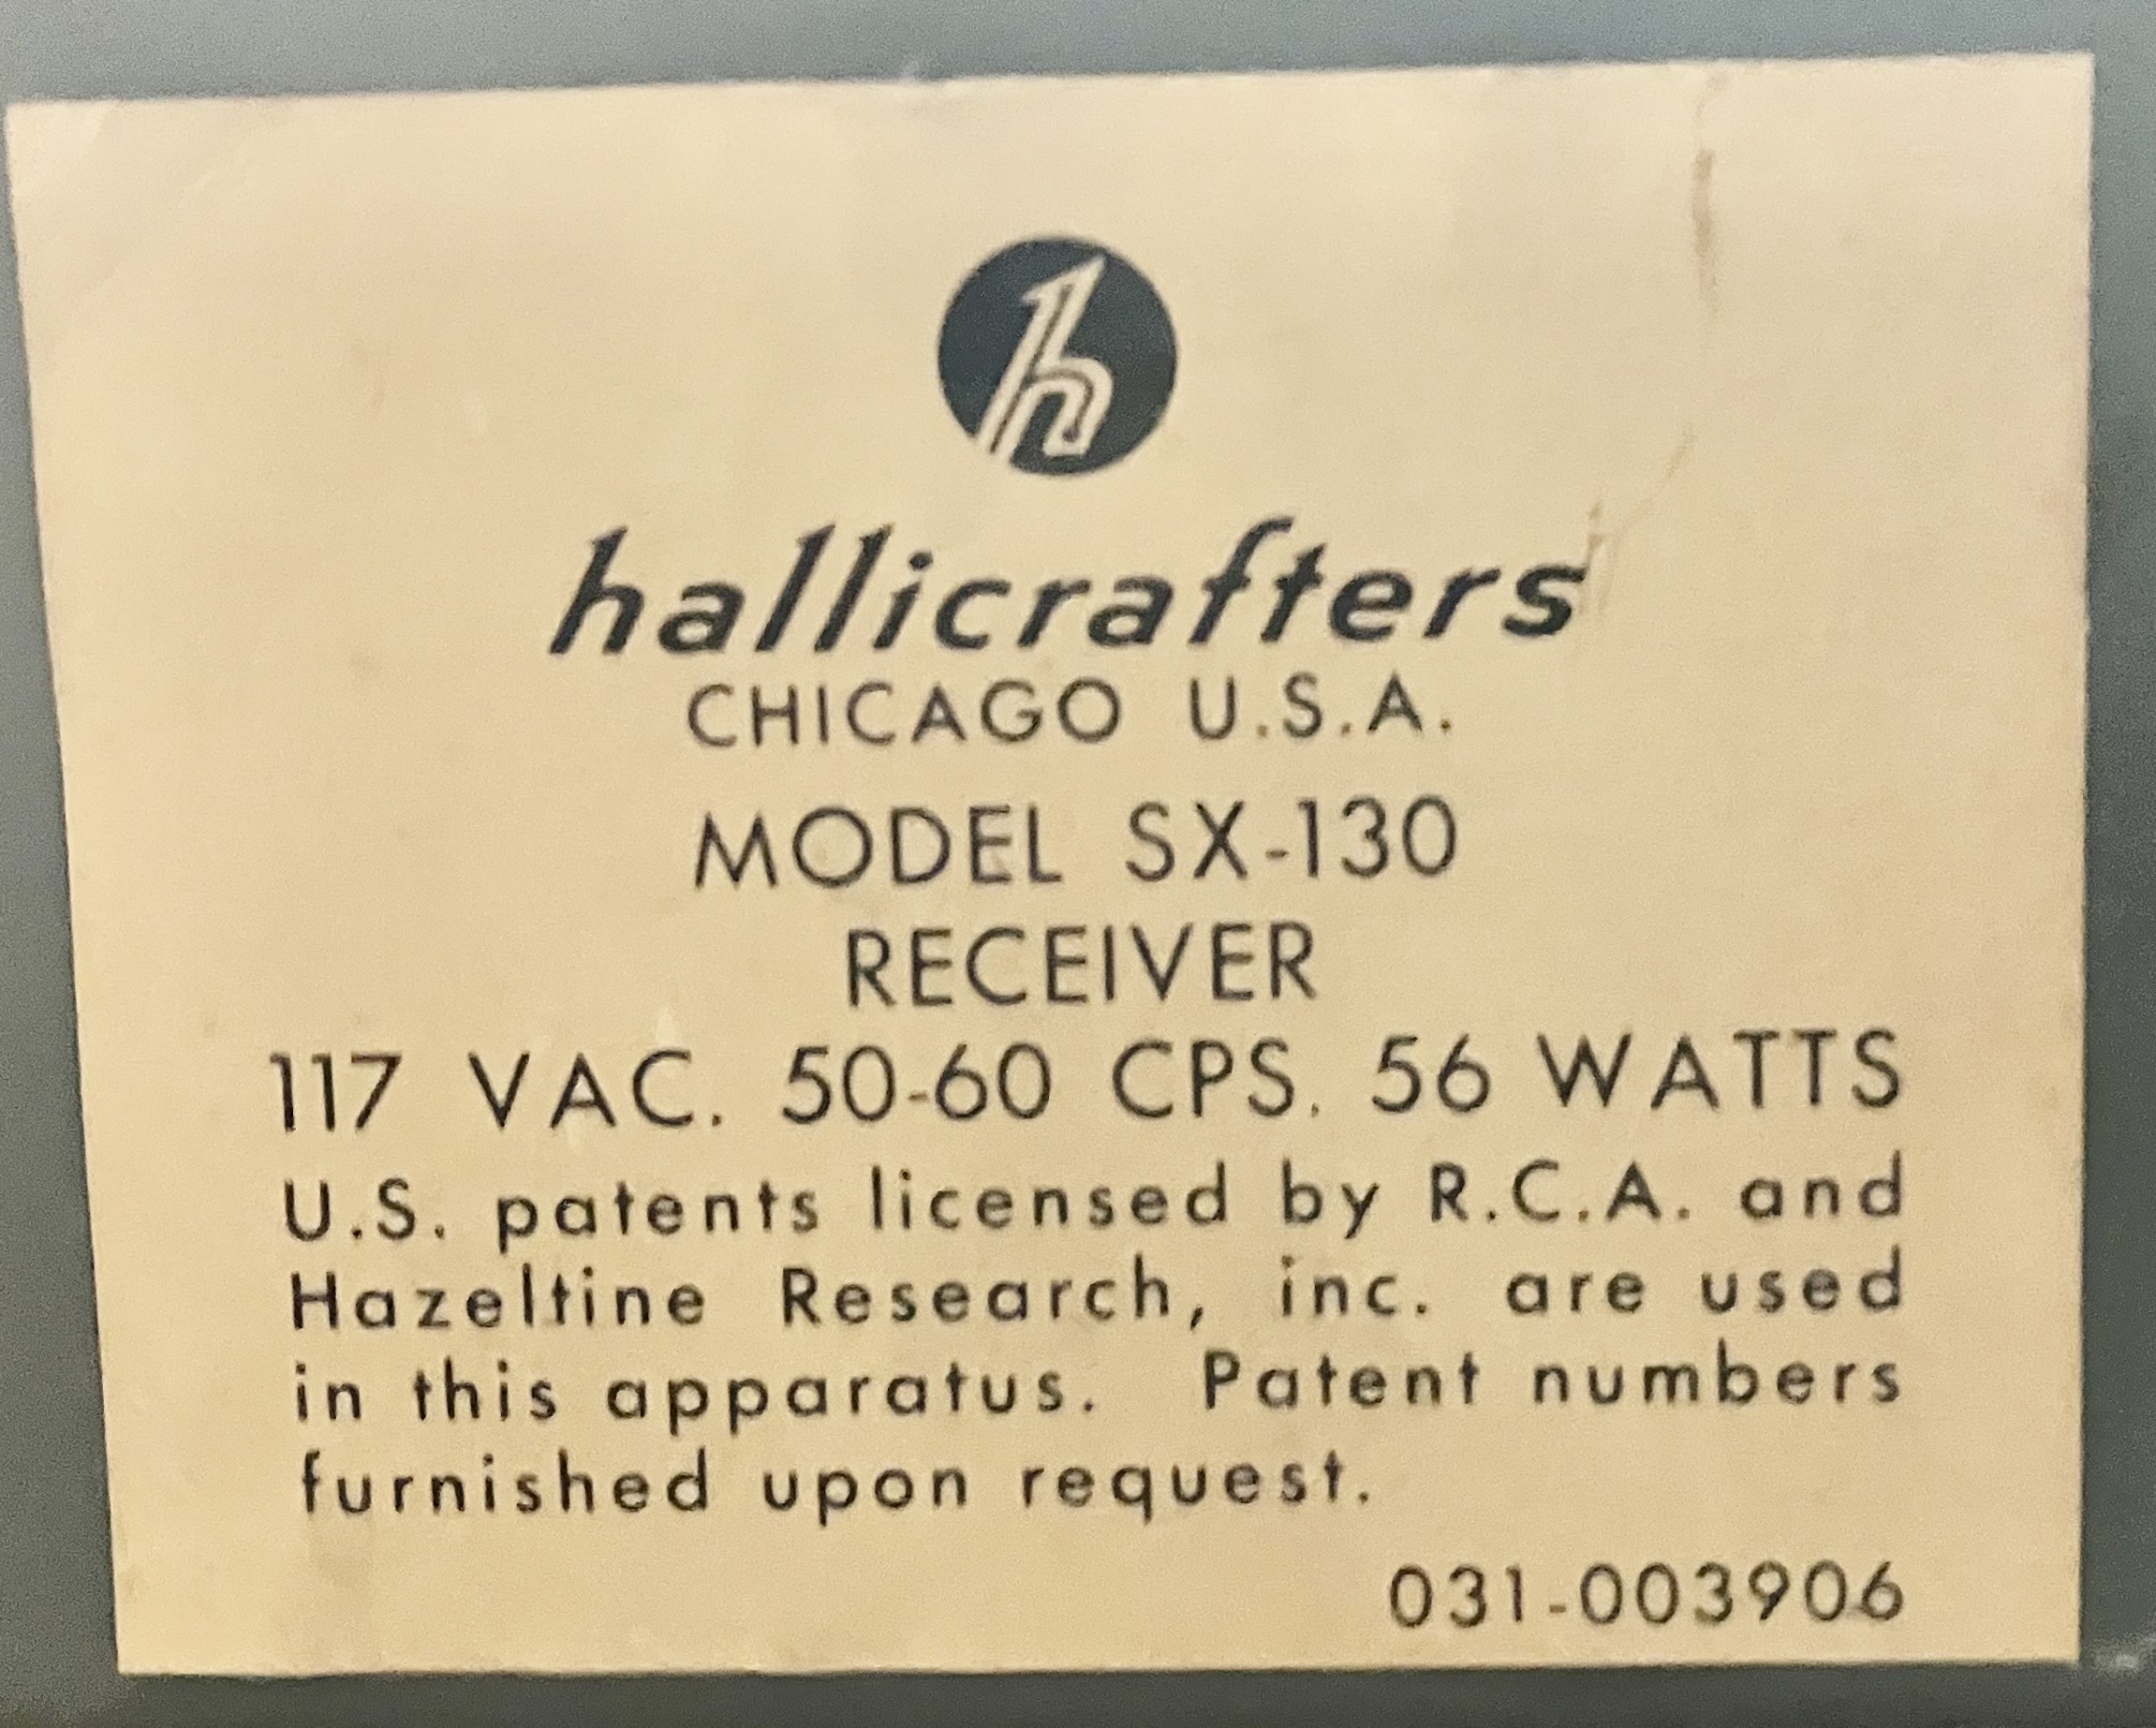 h
hallicrafters
CHICAGO U.S.A.
MODEL SX-130
RECEIVER
117 VAC. 50-60 CPS. 56 WATTS
U.S. patents licensed by R.C.A. and
Hazeltine Research, inc. are used
in this apparatus. Patent numbers
furnished upon request.
031-003906